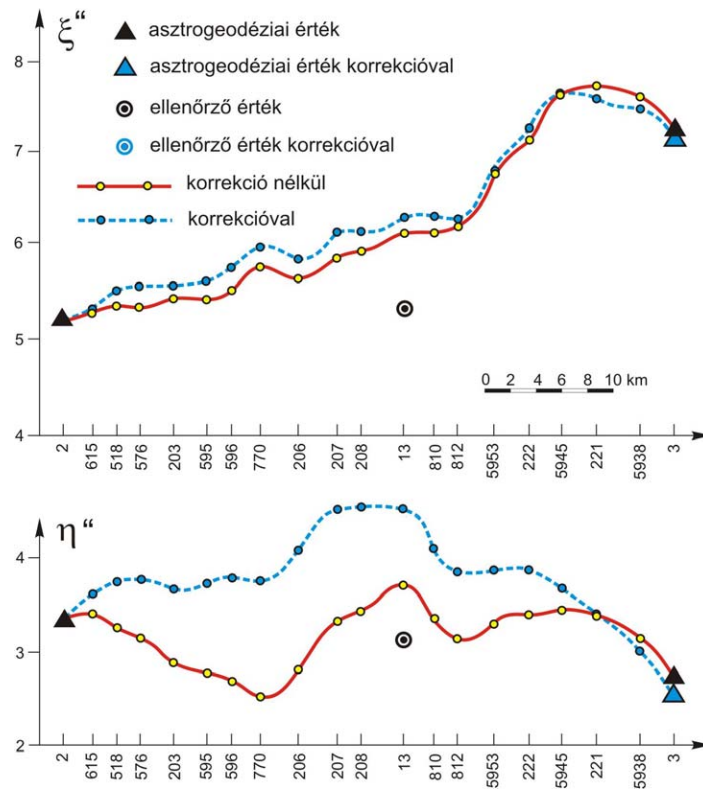 ξ"
8
7
6
5
4
asztrogeodéziai érték
asztrogeodéziai érték korrekcióval
ellenőrző érték
ellenőrző érték korrekcióval
korrekció nélkül
korrekcióval
0 2 4 6 8 10 km
2 615 518 576 203 595 596 770 206 207 208 13 810 812 5953 222 5945 221 5938 3
η"
4
3
2
2 615 518 576 203 595 596 770 206 207 208 13 810 812 5953 222 5945 221 5938 3